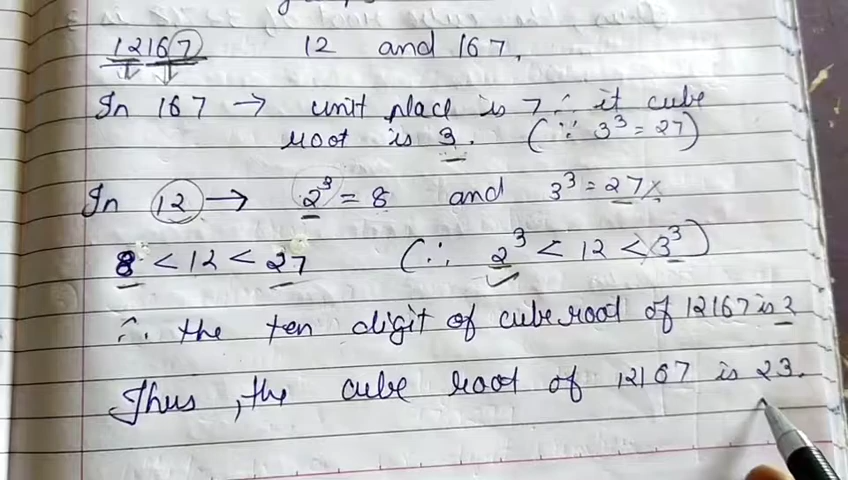 12167 12 and 167.
In 167 → unit place is 7 ∴ it cube
root is 3. (∵ 3³ = 27)
In 12 → 2³ = 8 and 3³ = 27 ×
8 < 12 < 27 (∵ 2³ < 12 < 3³)
∴ the ten digit of cube root of 12167 is 2
Thus, the cube root of 12167 is 23.